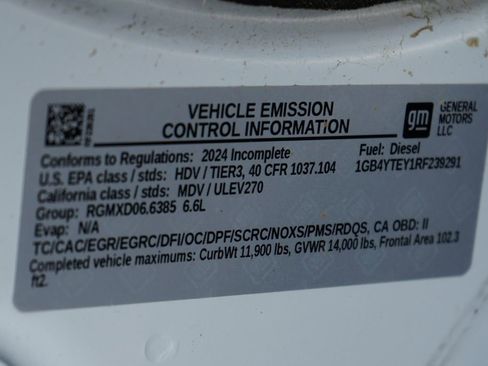 VEHICLE EMISSION
CONTROL INFORMATION
gm
GENERAL
MOTORS
LLC
Conforms to Regulations: 2024 Incomplete
Fuel: Diesel
U.S. EPA class / stds: HDV / TIER3, 40 CFR 1037.104
1GB4YTEY1RF239291
California class / stds: MDV / ULEV270
Group: RGMXD06.6385 6.6L
Evap: N/A
TC/CAC/EGR/EGRC/DFI/OC/DPF/SCRC/NOXS/PMS/RDQS, CA OBD: II
Completed vehicle maximums: CurbWt 11,900 lbs, GVWR 14,000 lbs, Frontal Area 102.3
ft2.